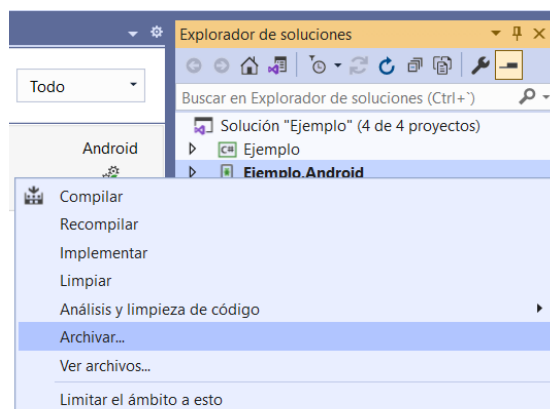 Explorador de soluciones
Todo
Buscar en Explorador de soluciones (Ctrl+`)
Solución "Ejemplo" (4 de 4 proyectos)
Android
C# Ejemplo
Ejemplo.Android
Compilar
Recompilar
Implementar
Limpiar
Análisis y limpieza de código
Archivar...
Ver archivos...
Limitar el ámbito a esto